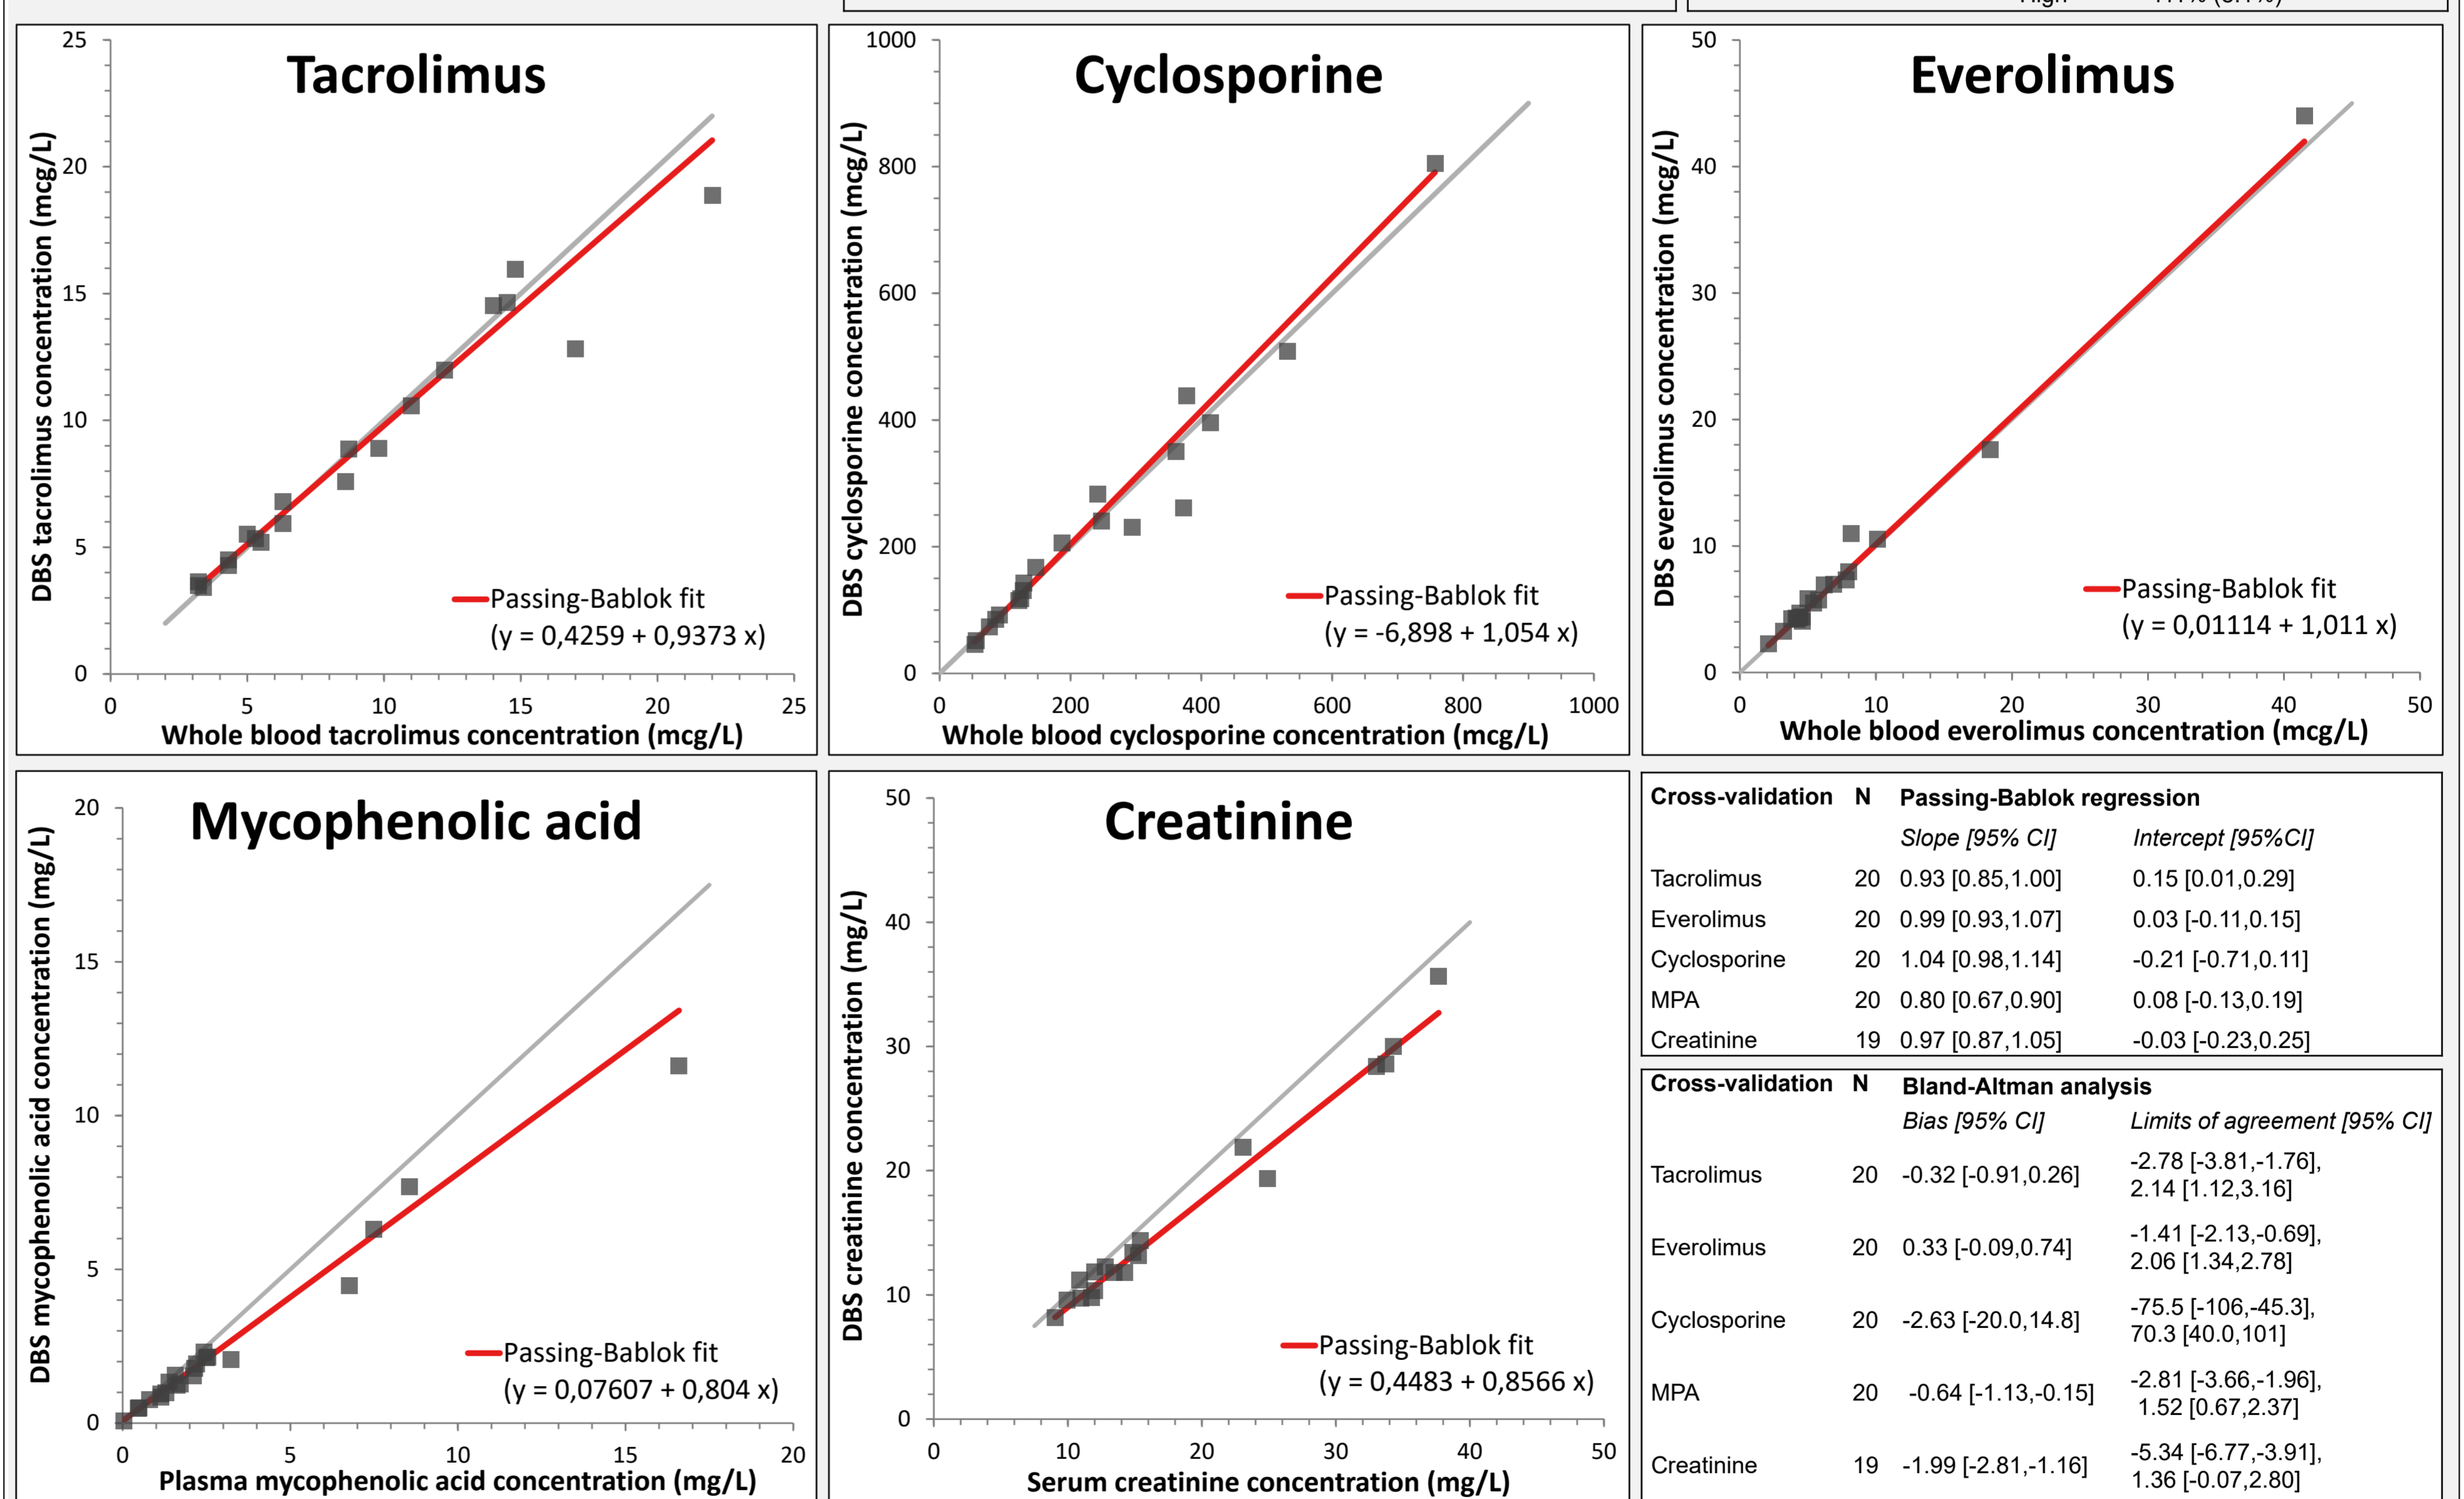 Tacrolimus
DBS tacrolimus concentration (mcg/L)
25
20
15
10
5
0
Passing-Bablok fit
(y = 0,4259 + 0,9373 x)
0 5 10 15 20 25
Whole blood tacrolimus concentration (mcg/L)
Cyclosporine
DBS cyclosporine concentration (mcg/L)
1000
800
600
400
200
0
Passing-Bablok fit
(y = -6,898 + 1,054 x)
0 200 400 600 800 1000
Whole blood cyclosporine concentration (mcg/L)
Everolimus
DBS everolimus concentration (mcg/L)
50
40
30
20
10
0
Passing-Bablok fit
(y = 0,01114 + 1,011 x)
0 10 20 30 40 50
Whole blood everolimus concentration (mcg/L)
Mycophenolic acid
DBS mycophenolic acid concentration (mg/L)
20
15
10
5
0
Passing-Bablok fit
(y = 0,07607 + 0,804 x)
0 5 10 15 20
Plasma mycophenolic acid concentration (mg/L)
Creatinine
DBS creatinine concentration (mg/L)
50
40
30
20
10
0
Passing-Bablok fit
(y = 0,4483 + 0,8566 x)
0 10 20 30 40 50
Serum creatinine concentration (mg/L)
Cross-validation N Passing-Bablok regression
Slope [95% CI] Intercept [95%CI]
Tacrolimus 20 0.93 [0.85,1.00] 0.15 [0.01,0.29]
Everolimus 20 0.99 [0.93,1.07] 0.03 [-0.11,0.15]
Cyclosporine 20 1.04 [0.98,1.14] -0.21 [-0.71,0.11]
MPA 20 0.80 [0.67,0.90] 0.08 [-0.13,0.19]
Creatinine 19 0.97 [0.87,1.05] -0.03 [-0.23,0.25]
Cross-validation N Bland-Altman analysis
Bias [95% CI] Limits of agreement [95% CI]
Tacrolimus 20 -0.32 [-0.91,0.26] -2.78 [-3.81,-1.76],
2.14 [1.12,3.16]
Everolimus 20 0.33 [-0.09,0.74] -1.41 [-2.13,-0.69],
2.06 [1.34,2.78]
Cyclosporine 20 -2.63 [-20.0,14.8] -75.5 [-106,-45.3],
70.3 [40.0,101]
MPA 20 -0.64 [-1.13,-0.15] -2.81 [-3.66,-1.96],
1.52 [0.67,2.37]
Creatinine 19 -1.99 [-2.81,-1.16] -5.34 [-6.77,-3.91],
1.36 [-0.07,2.80]